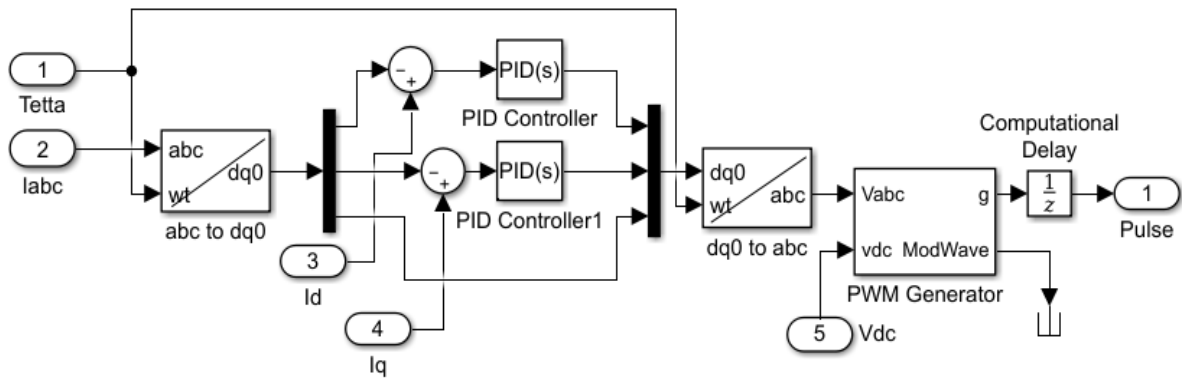 1
Tetta
2
Iabc
abc
dq0
wt
abc to dq0
− +
PID(s)
PID Controller
− +
PID(s)
PID Controller1
3
Id
4
Iq
dq0
abc
wt
dq0 to abc
Vabc
g
vdc
ModWave
PWM Generator
5
Vdc
Computational
Delay
1
z
1
Pulse